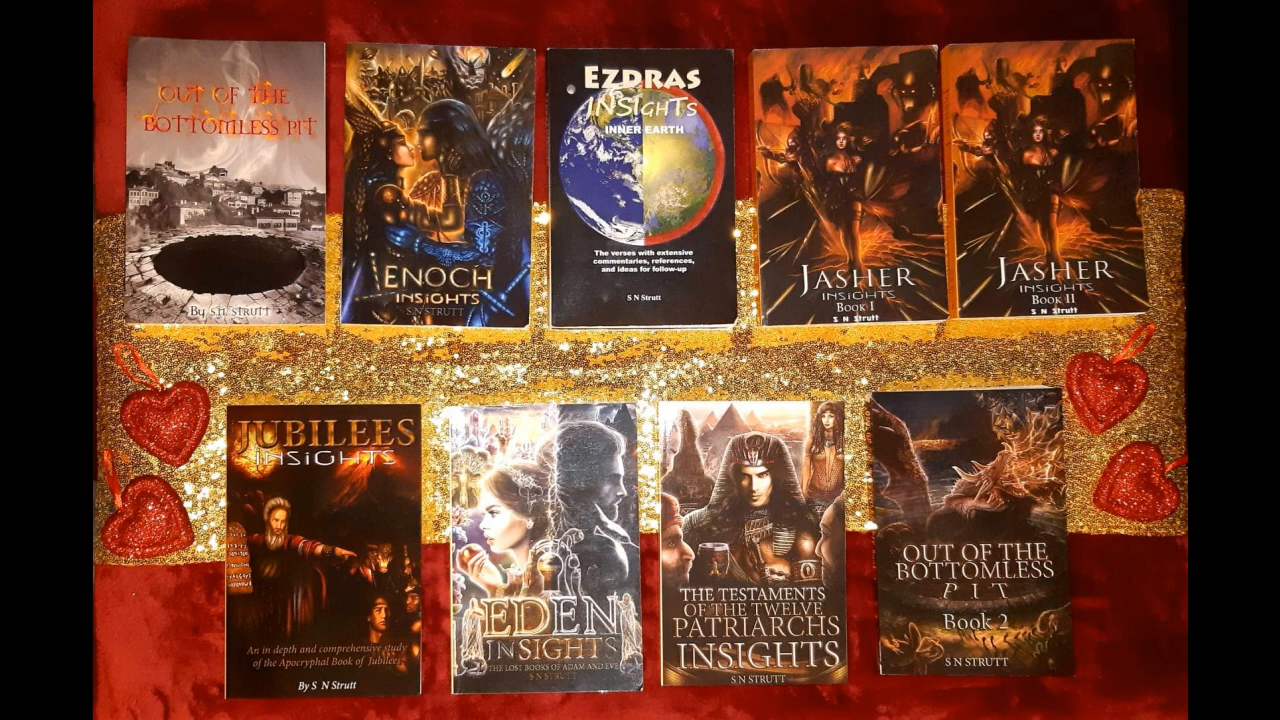 OUT OF THE
BOTTOMLESS PIT
By S.N. STRUTT
ENOCH
INSIGHTS
S.N STRUTT
EZDRAS
INSIGHTS
INNER EARTH
The verses with extensive
commentaries, references,
and ideas for follow-up
S N Strutt
JASHER
INSIGHTS
Book I
S N Strutt
JASHER
INSIGHTS
Book II
S N Strutt
JUBILEES
INSIGHTS
An in depth and comprehensive study
of the Apocryphal Book of Jubilees.
By S N Strutt
EDEN
INSIGHTS
THE LOST BOOKS OF ADAM AND EVE
S N STRUTT
THE TESTAMENTS
OF THE TWELVE
PATRIARCHS
INSIGHTS
S N STRUTT
OUT OF THE
BOTTOMLESS
PIT
Book 2
S N STRUTT